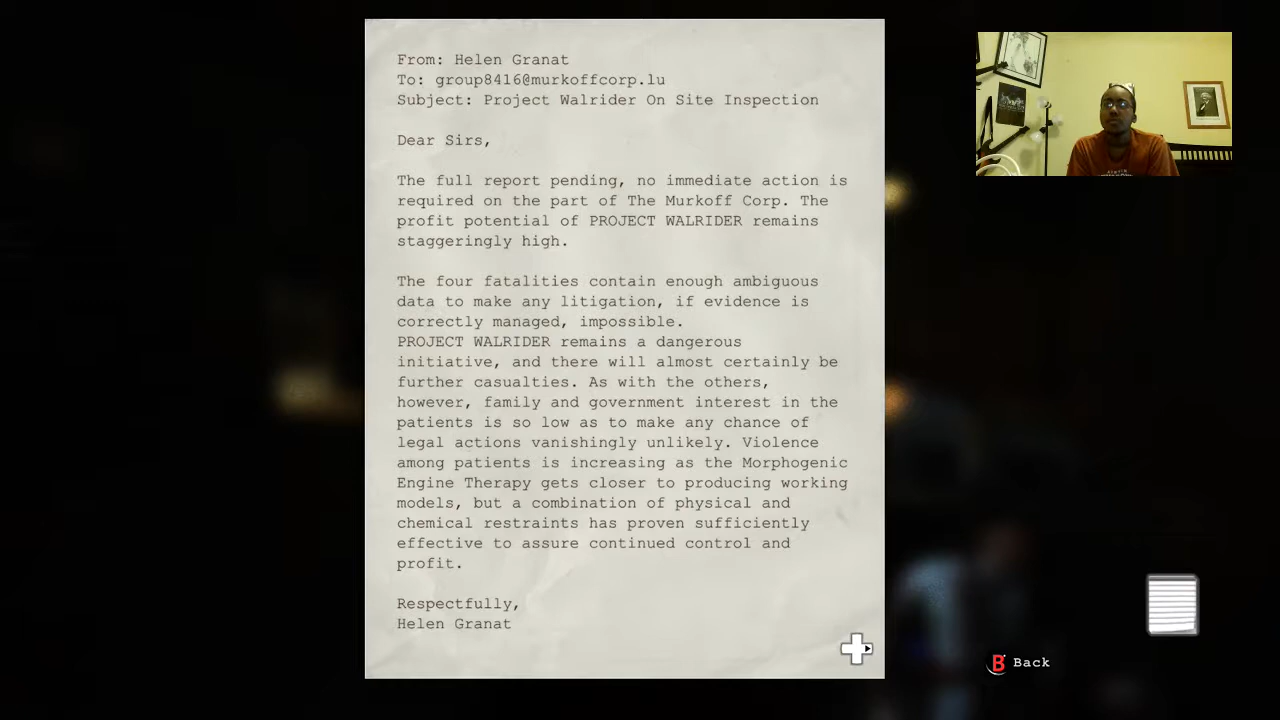 From: Helen Granat
To: group8416@murkoffcorp.lu
Subject: Project Walrider On Site Inspection
Dear Sirs,
The full report pending, no immediate action is
required on the part of The Murkoff Corp. The
profit potential of PROJECT WALRIDER remains
staggeringly high.
The four fatalities contain enough ambiguous
data to make any litigation, if evidence is
correctly managed, impossible.
PROJECT WALRIDER remains a dangerous
initiative, and there will almost certainly be
further casualties. As with the others,
however, family and government interest in the
patients is so low as to make any chance of
legal actions vanishingly unlikely. Violence
among patients is increasing as the Morphogenic
Engine Therapy gets closer to producing working
models, but a combination of physical and
chemical restraints has proven sufficiently
effective to assure continued control and
profit.
Respectfully,
Helen Granat
B Back